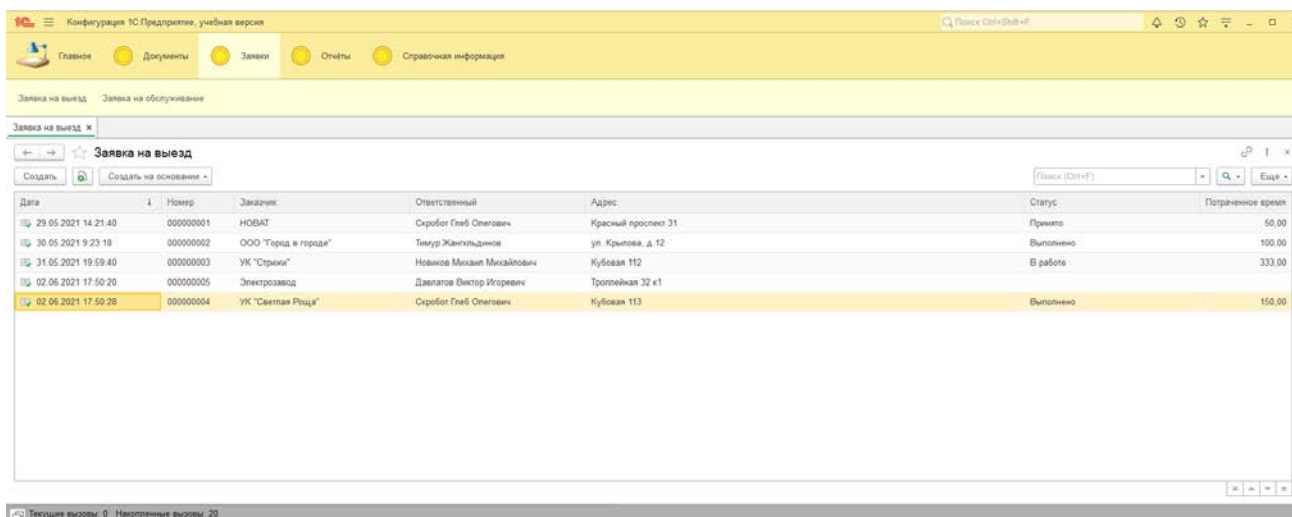 1С Конфигурация 1С:Предприятие, учебная версия Поиск Ctrl+Shift+F
Главное Документы Заявки Отчёты Справочная информация
Заявка на выезд Заявка на обслуживание
Заявка на выезд ×
Заявка на выезд
Создать Создать на основании Поиск (Ctrl+F) Еще
Дата ↓ Номер Заказчик Ответственный Адрес Статус Потраченное время
29.05.2021 14:21:40 000000001 НОВАТ Скробот Глеб Олегович Красный проспект 31 Принято 50,00
30.05.2021 9:23:18 000000002 ООО "Город в городе" Тимур Жангильдинов ул. Крылова, д.12 Выполнено 100,00
31.05.2021 19:59:40 000000003 УК "Стрижи" Новиков Михаил Михайлович Кубовая 112 В работе 333,00
02.06.2021 17:50:20 000000005 Электрозавод Давлатов Виктор Игоревич Троллейная 32 к1
02.06.2021 17:50:28 000000004 УК "Светлая Роща" Скробот Глеб Олегович Кубовая 113 Выполнено 150,00
Текущие вызовы: 0 Накопленные вызовы: 20